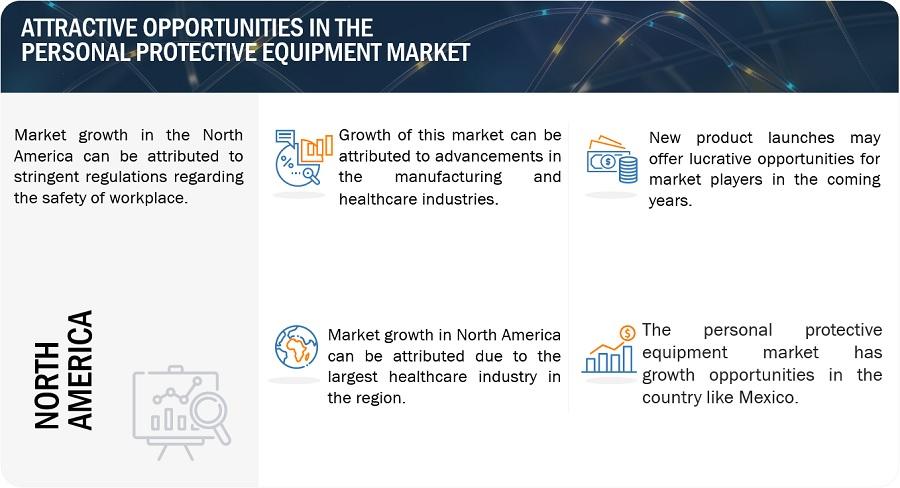 ATTRACTIVE OPPORTUNITIES IN THE
PERSONAL PROTECTIVE EQUIPMENT MARKET
Market growth in the North
America can be attributed to
stringent regulations regarding
the safety of workplace.
NORTH
AMERICA
Growth of this market can be
attributed to advancements in
the manufacturing and
healthcare industries.
New product launches may
offer lucrative opportunities for
market players in the coming
years.
Market growth in North America
can be attributed due to the
largest healthcare industry in
the region.
The personal protective
equipment market has
growth opportunities in the
country like Mexico.